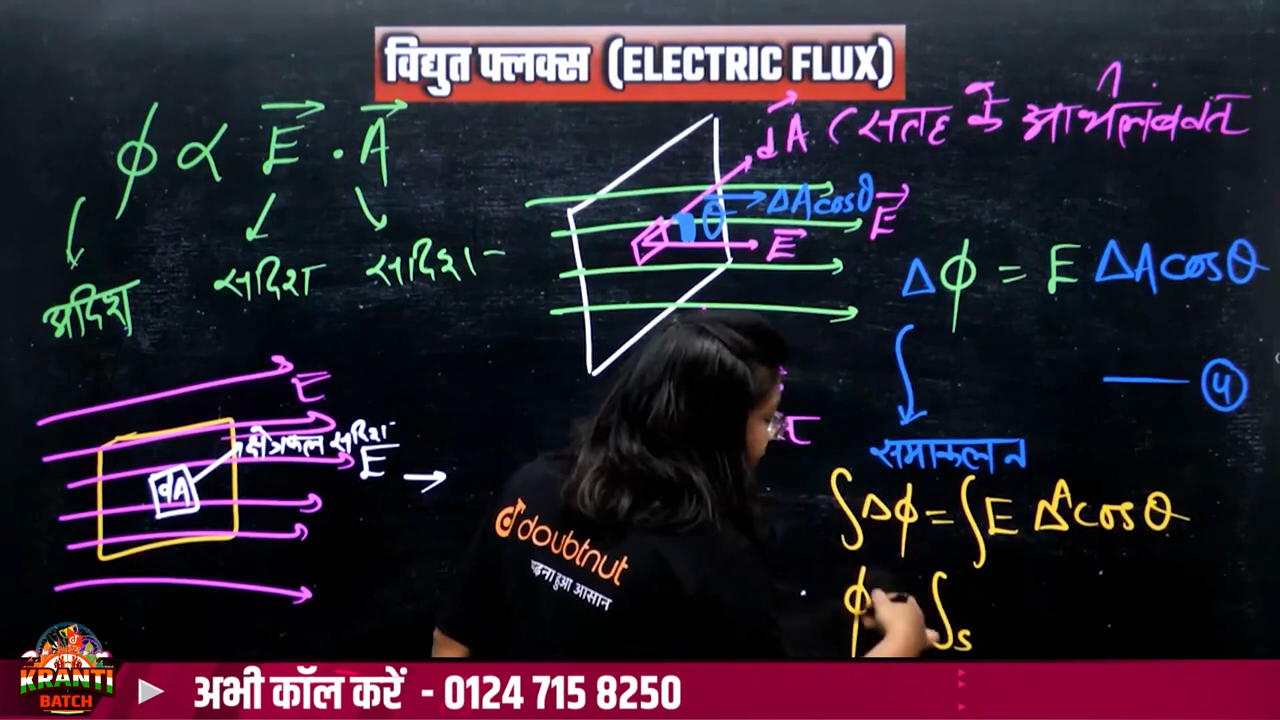 विद्युत फ्लक्स (ELECTRIC FLUX)
ϕ ∝ E⃗ . A⃗
अदिश
सदिश
सदिश
dA⃗ (सतह के अभिलंबवत
ΔAcosθ
θ
E⃗
E⃗
Δϕ = E ΔAcosθ
④
समाकलन
∫Δϕ = ∫E ΔAcosθ
ϕ ∫s
E
dA
क्षेत्रफल सदिश
E
doubtnut
पढ़ना हुआ आसान
KRANTI
BATCH
अभी कॉल करें - 0124 715 8250